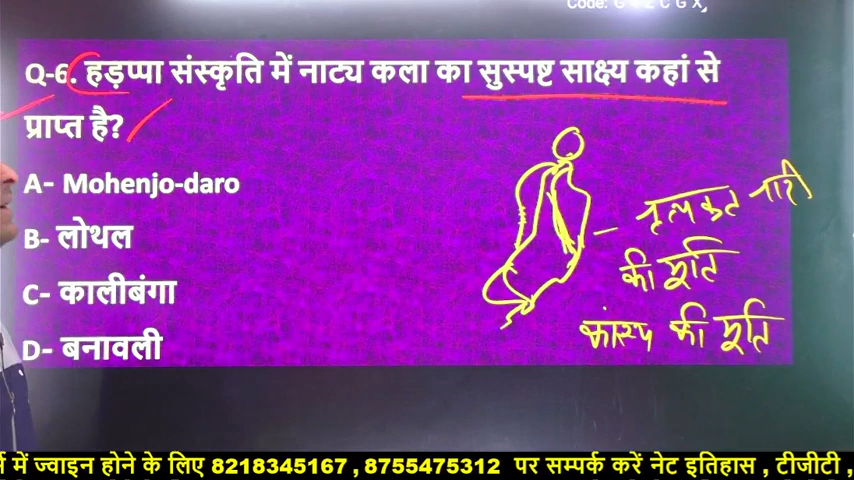 Code: G
Q-6. हड़प्पा संस्कृति में नाट्य कला का सुस्पष्ट साक्ष्य कहां से
प्राप्त है?
A- Mohenjo-daro
B- लोथल
C- कालीबंगा
D- बनावली
नृत्य करत नारी
की मूर्ति
कांस्य की मूर्ति
में ज्वाइन होने के लिए 8218345167 , 8755475312 पर सम्पर्क करें नेट इतिहास , टीजीटी ,